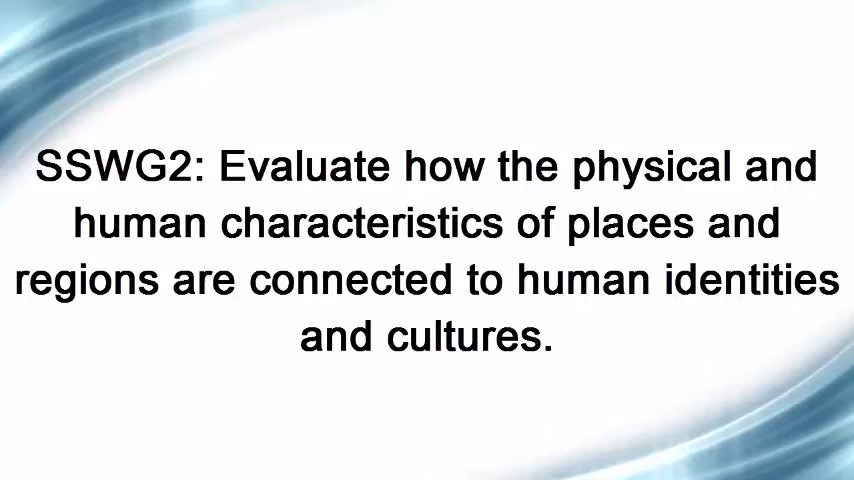 SSWG2: Evaluate how the physical and
human characteristics of places and
regions are connected to human identities
and cultures.